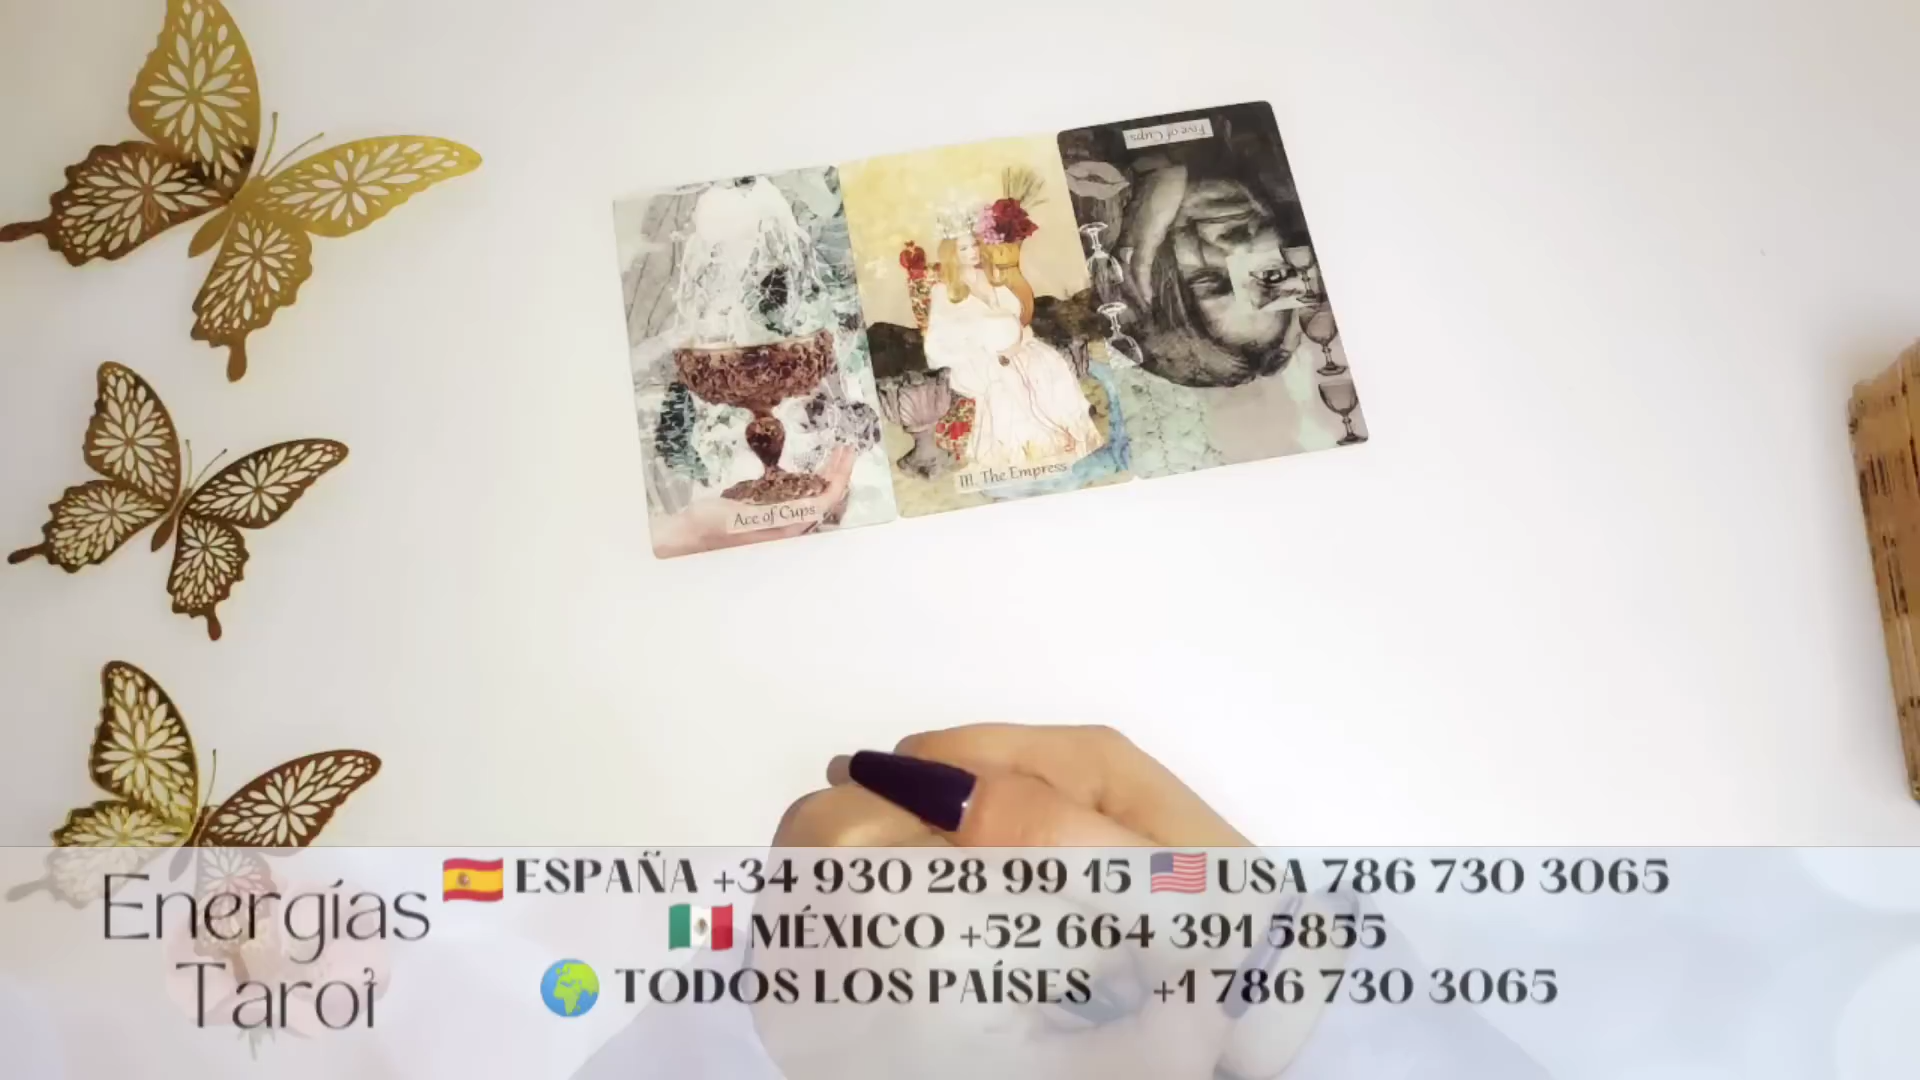 Five of Cups
III. The Empress
Ace of Cups
Energías
Tarot
ESPAÑA +34 930 28 99 15 USA 786 730 3065
MÉXICO +52 664 391 5855
TODOS LOS PAÍSES +1 786 730 3065